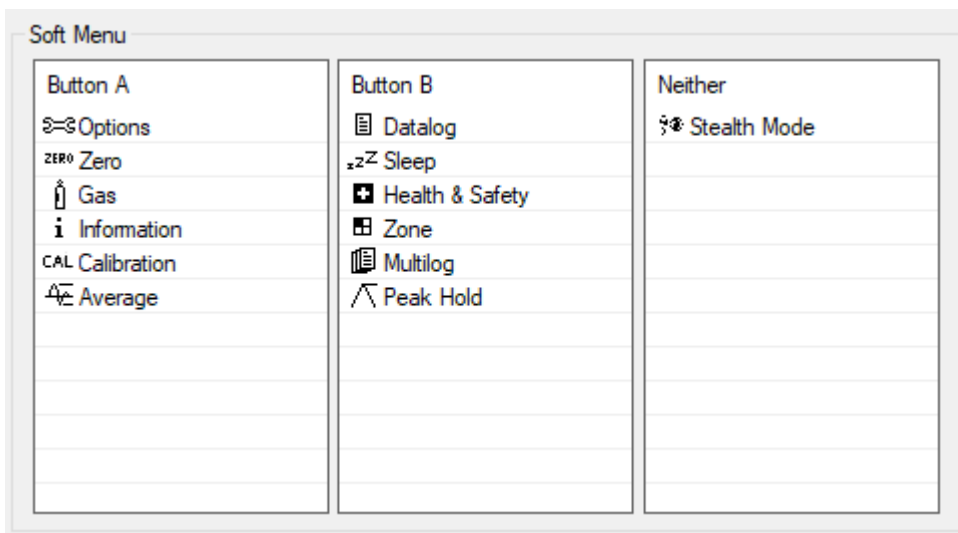 Soft Menu
Button A
Options
ZERO Zero
Gas
i Information
CAL Calibration
Average
Button B
Datalog
zzZ Sleep
Health & Safety
Zone
Multilog
Peak Hold
Neither
Stealth Mode